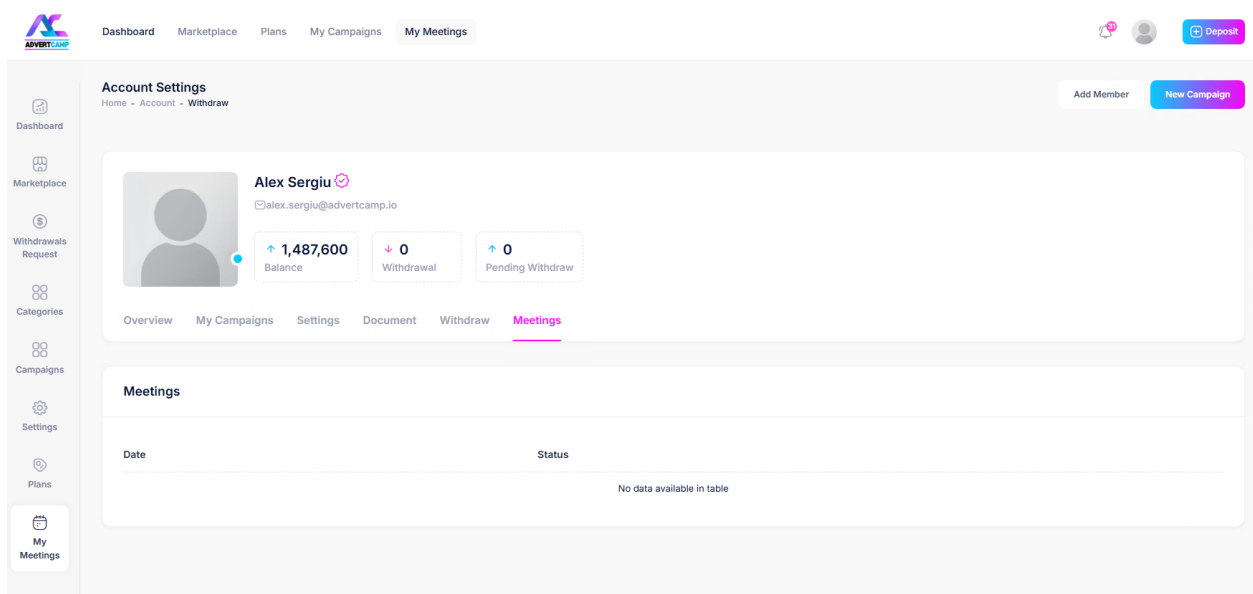 ADVERTCAMP
Dashboard Marketplace Plans My Campaigns My Meetings
31
Deposit
Account Settings
Home - Account - Withdraw
Add Member
New Campaign
Dashboard
Marketplace
Withdrawals
Request
Categories
Campaigns
Settings
Plans
My
Meetings
Alex Sergiu
alex.sergiu@advertcamp.io
1,487,600
Balance
0
Withdrawal
0
Pending Withdraw
Overview My Campaigns Settings Document Withdraw Meetings
Meetings
Date Status
No data available in table